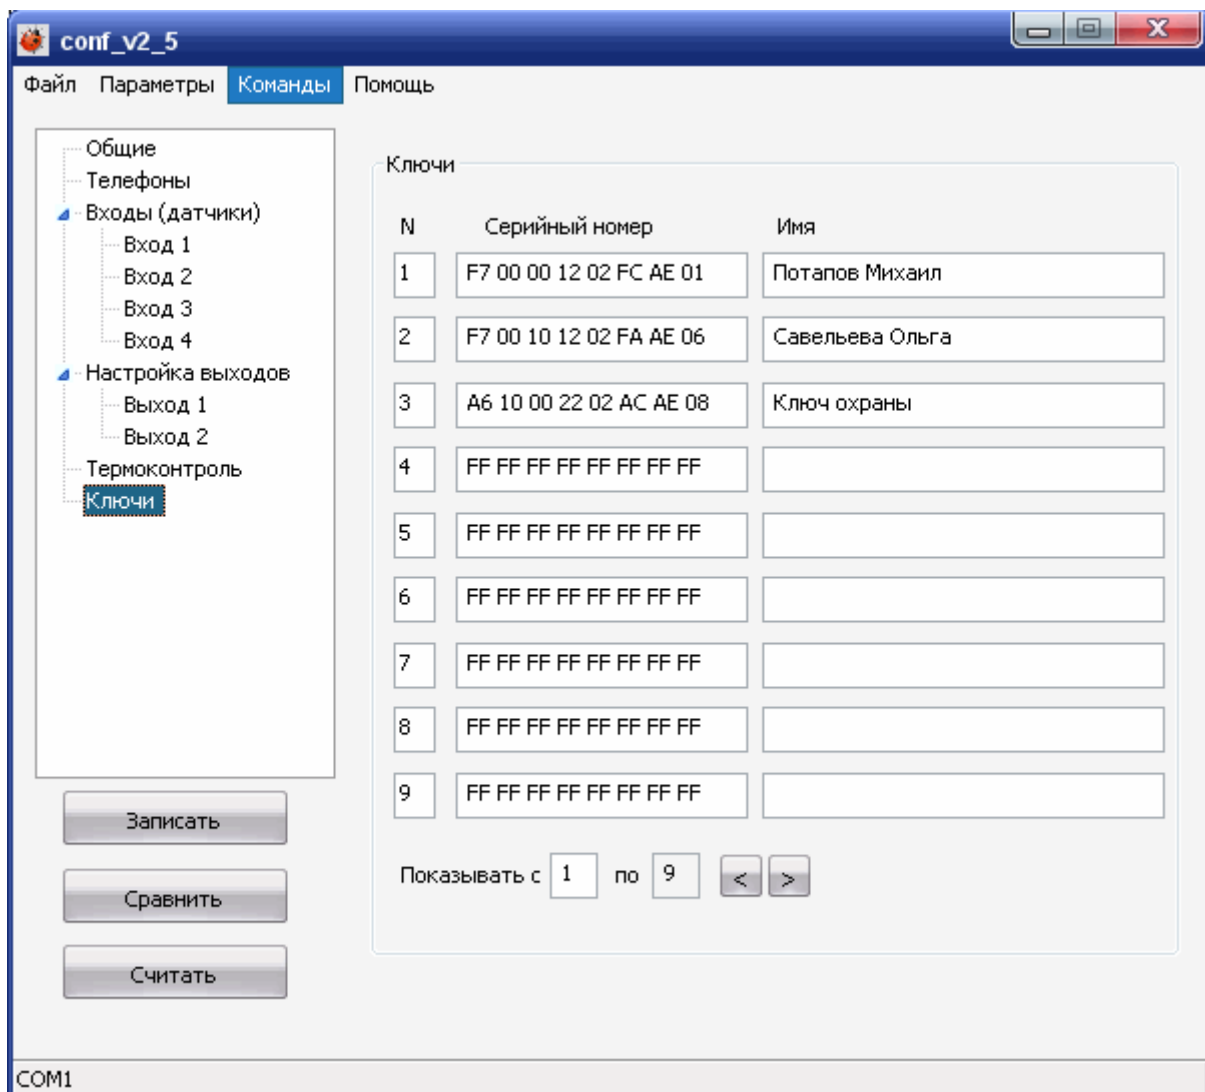 conf_v2_5
Файл Параметры Команды Помощь
Общие
Телефоны
Входы (датчики)
Вход 1
Вход 2
Вход 3
Вход 4
Настройка выходов
Выход 1
Выход 2
Термоконтроль
Ключи
Записать
Сравнить
Считать
Ключи
N Серийный номер Имя
1 F7 00 00 12 02 FC AE 01 Потапов Михаил
2 F7 00 10 12 02 FA AE 06 Савельева Ольга
3 A6 10 00 22 02 AC AE 08 Ключ охраны
4 FF FF FF FF FF FF FF FF
5 FF FF FF FF FF FF FF FF
6 FF FF FF FF FF FF FF FF
7 FF FF FF FF FF FF FF FF
8 FF FF FF FF FF FF FF FF
9 FF FF FF FF FF FF FF FF
Показывать с 1 по 9 < >
COM1